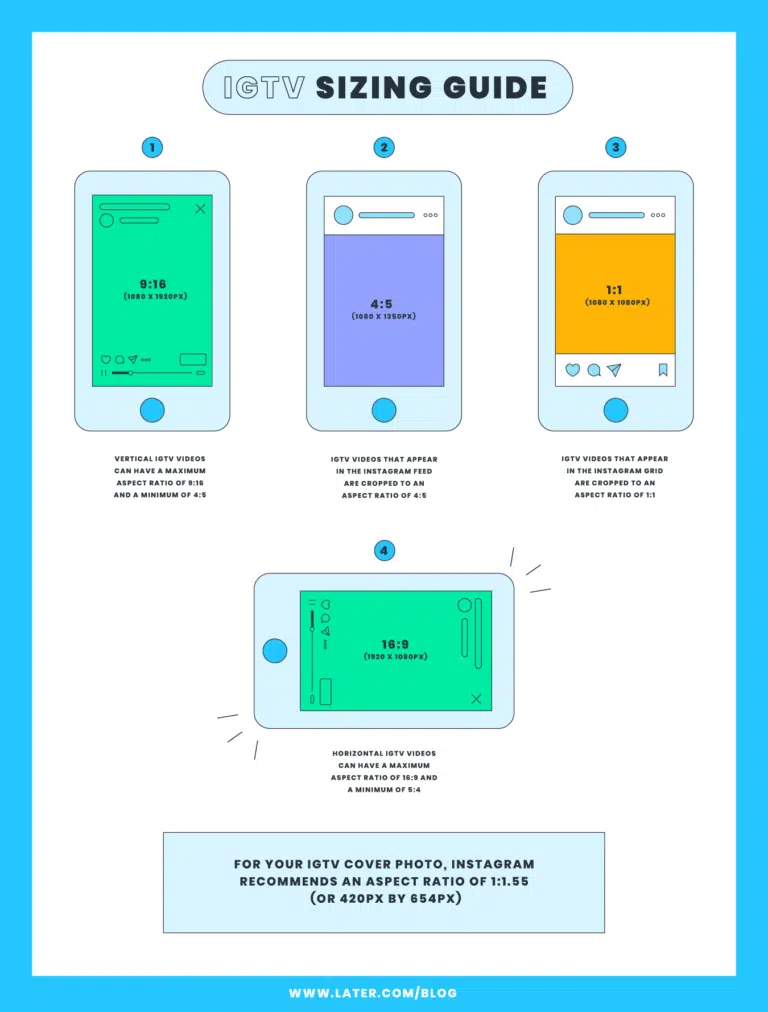 IGTV SIZING GUIDE
1
2
3
9:16
(1080 X 1920PX)
4:5
(1080 X 1350PX)
1:1
(1080 X 1080PX)
VERTICAL IGTV VIDEOS
CAN HAVE A MAXIMUM
ASPECT RATIO OF 9:16
AND A MINIMUM OF 4:5
IGTV VIDEOS THAT APPEAR
IN THE INSTAGRAM FEED
ARE CROPPED TO AN
ASPECT RATIO OF 4:5
IGTV VIDEOS THAT APPEAR
IN THE INSTAGRAM GRID
ARE CROPPED TO AN
ASPECT RATIO OF 1:1
4
16:9
(1920 X 1080PX)
HORIZONTAL IGTV VIDEOS
CAN HAVE A MAXIMUM
ASPECT RATIO OF 16:9 AND
A MINIMUM OF 5:4
FOR YOUR IGTV COVER PHOTO, INSTAGRAM
RECOMMENDS AN ASPECT RATIO OF 1:1.55
(OR 420PX BY 654PX)
WWW.LATER.COM/BLOG